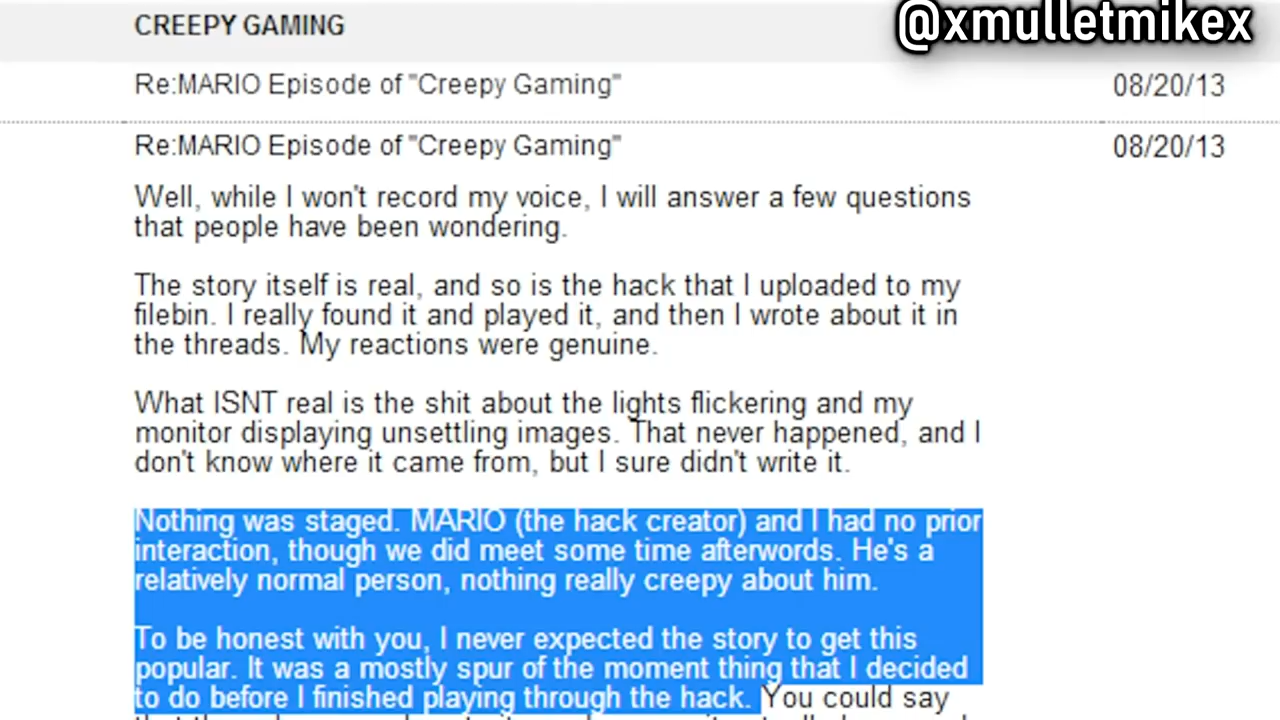 CREEPY GAMING
@xmulletmikex
Re:MARIO Episode of "Creepy Gaming" 08/20/13
Re:MARIO Episode of "Creepy Gaming" 08/20/13
Well, while I won't record my voice, I will answer a few questions
that people have been wondering.
The story itself is real, and so is the hack that I uploaded to my
filebin. I really found it and played it, and then I wrote about it in
the threads. My reactions were genuine.
What ISNT real is the shit about the lights flickering and my
monitor displaying unsettling images. That never happened, and I
don't know where it came from, but I sure didn't write it.
Nothing was staged. MARIO (the hack creator) and I had no prior
interaction, though we did meet some time afterwords. He's a
relatively normal person, nothing really creepy about him.
To be honest with you, I never expected the story to get this
popular. It was a mostly spur of the moment thing that I decided
to do before I finished playing through the hack. You could say